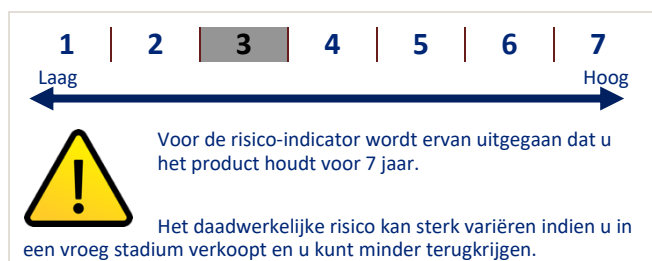 1 2 3 4 5 6 7
Laag Hoog
Voor de risico-indicator wordt ervan uitgegaan dat u
het product houdt voor 7 jaar.
Het daadwerkelijke risico kan sterk variëren indien u in
een vroeg stadium verkoopt en u kunt minder terugkrijgen.